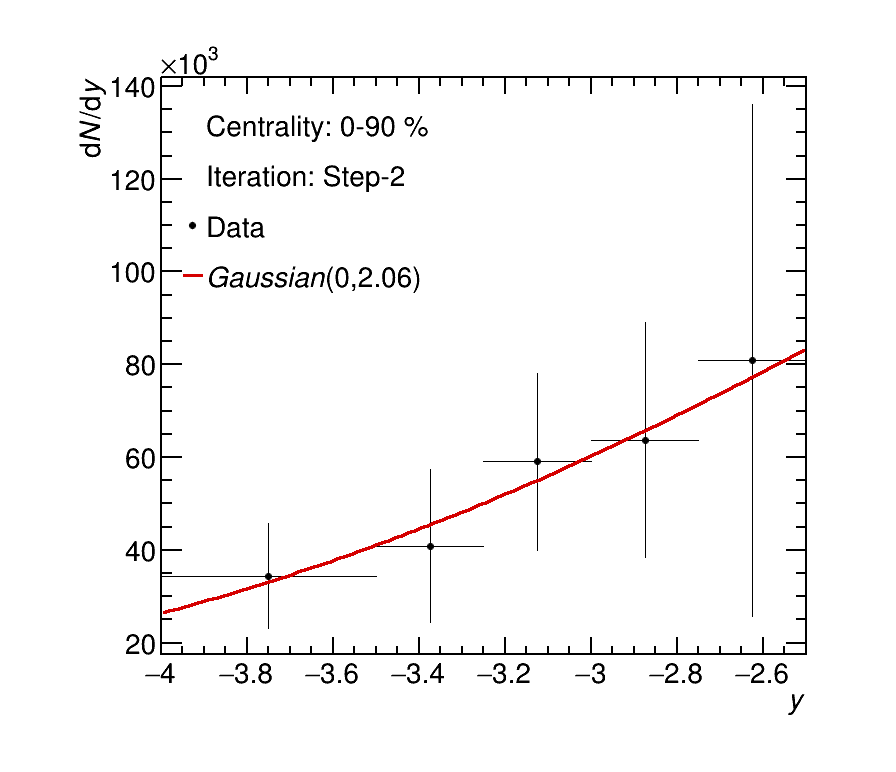 ×10³
140
dN/dy
Centrality: 0-90 %
120
Iteration: Step-2
Data
100
Gaussian(0,2.06)
80
60
40
20
−4 −3.8 −3.6 −3.4 −3.2 −3 −2.8 −2.6
y